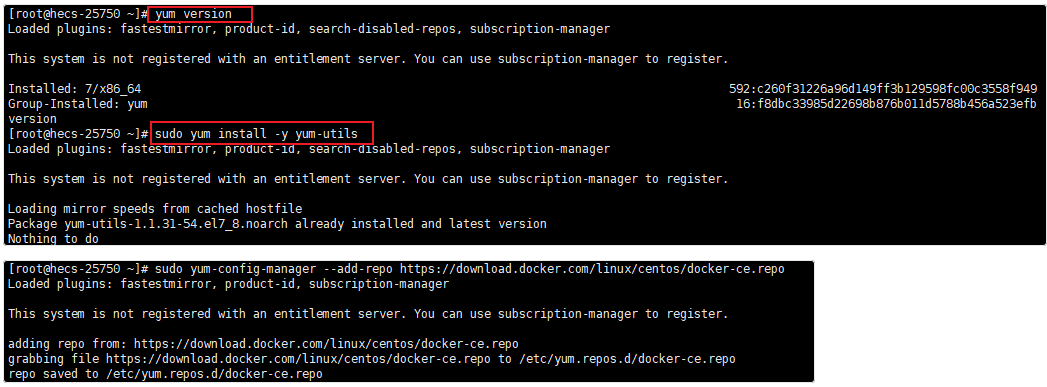 [root@hecs-25750 ~]# yum version
Loaded plugins: fastestmirror, product-id, search-disabled-repos, subscription-manager
This system is not registered with an entitlement server. You can use subscription-manager to register.
Installed: 7/x86_64 592:c260f31226a96d149ff3b129598fc00c3558f949
Group-Installed: yum 16:f8dbc33985d22698b876b011d5788b456a523efb
version
[root@hecs-25750 ~]# sudo yum install -y yum-utils
Loaded plugins: fastestmirror, product-id, search-disabled-repos, subscription-manager
This system is not registered with an entitlement server. You can use subscription-manager to register.
Loading mirror speeds from cached hostfile
Package yum-utils-1.1.31-54.el7_8.noarch already installed and latest version
Nothing to do
[root@hecs-25750 ~]# sudo yum-config-manager --add-repo https://download.docker.com/linux/centos/docker-ce.repo
Loaded plugins: fastestmirror, product-id, subscription-manager
This system is not registered with an entitlement server. You can use subscription-manager to register.
adding repo from: https://download.docker.com/linux/centos/docker-ce.repo
grabbing file https://download.docker.com/linux/centos/docker-ce.repo to /etc/yum.repos.d/docker-ce.repo
repo saved to /etc/yum.repos.d/docker-ce.repo